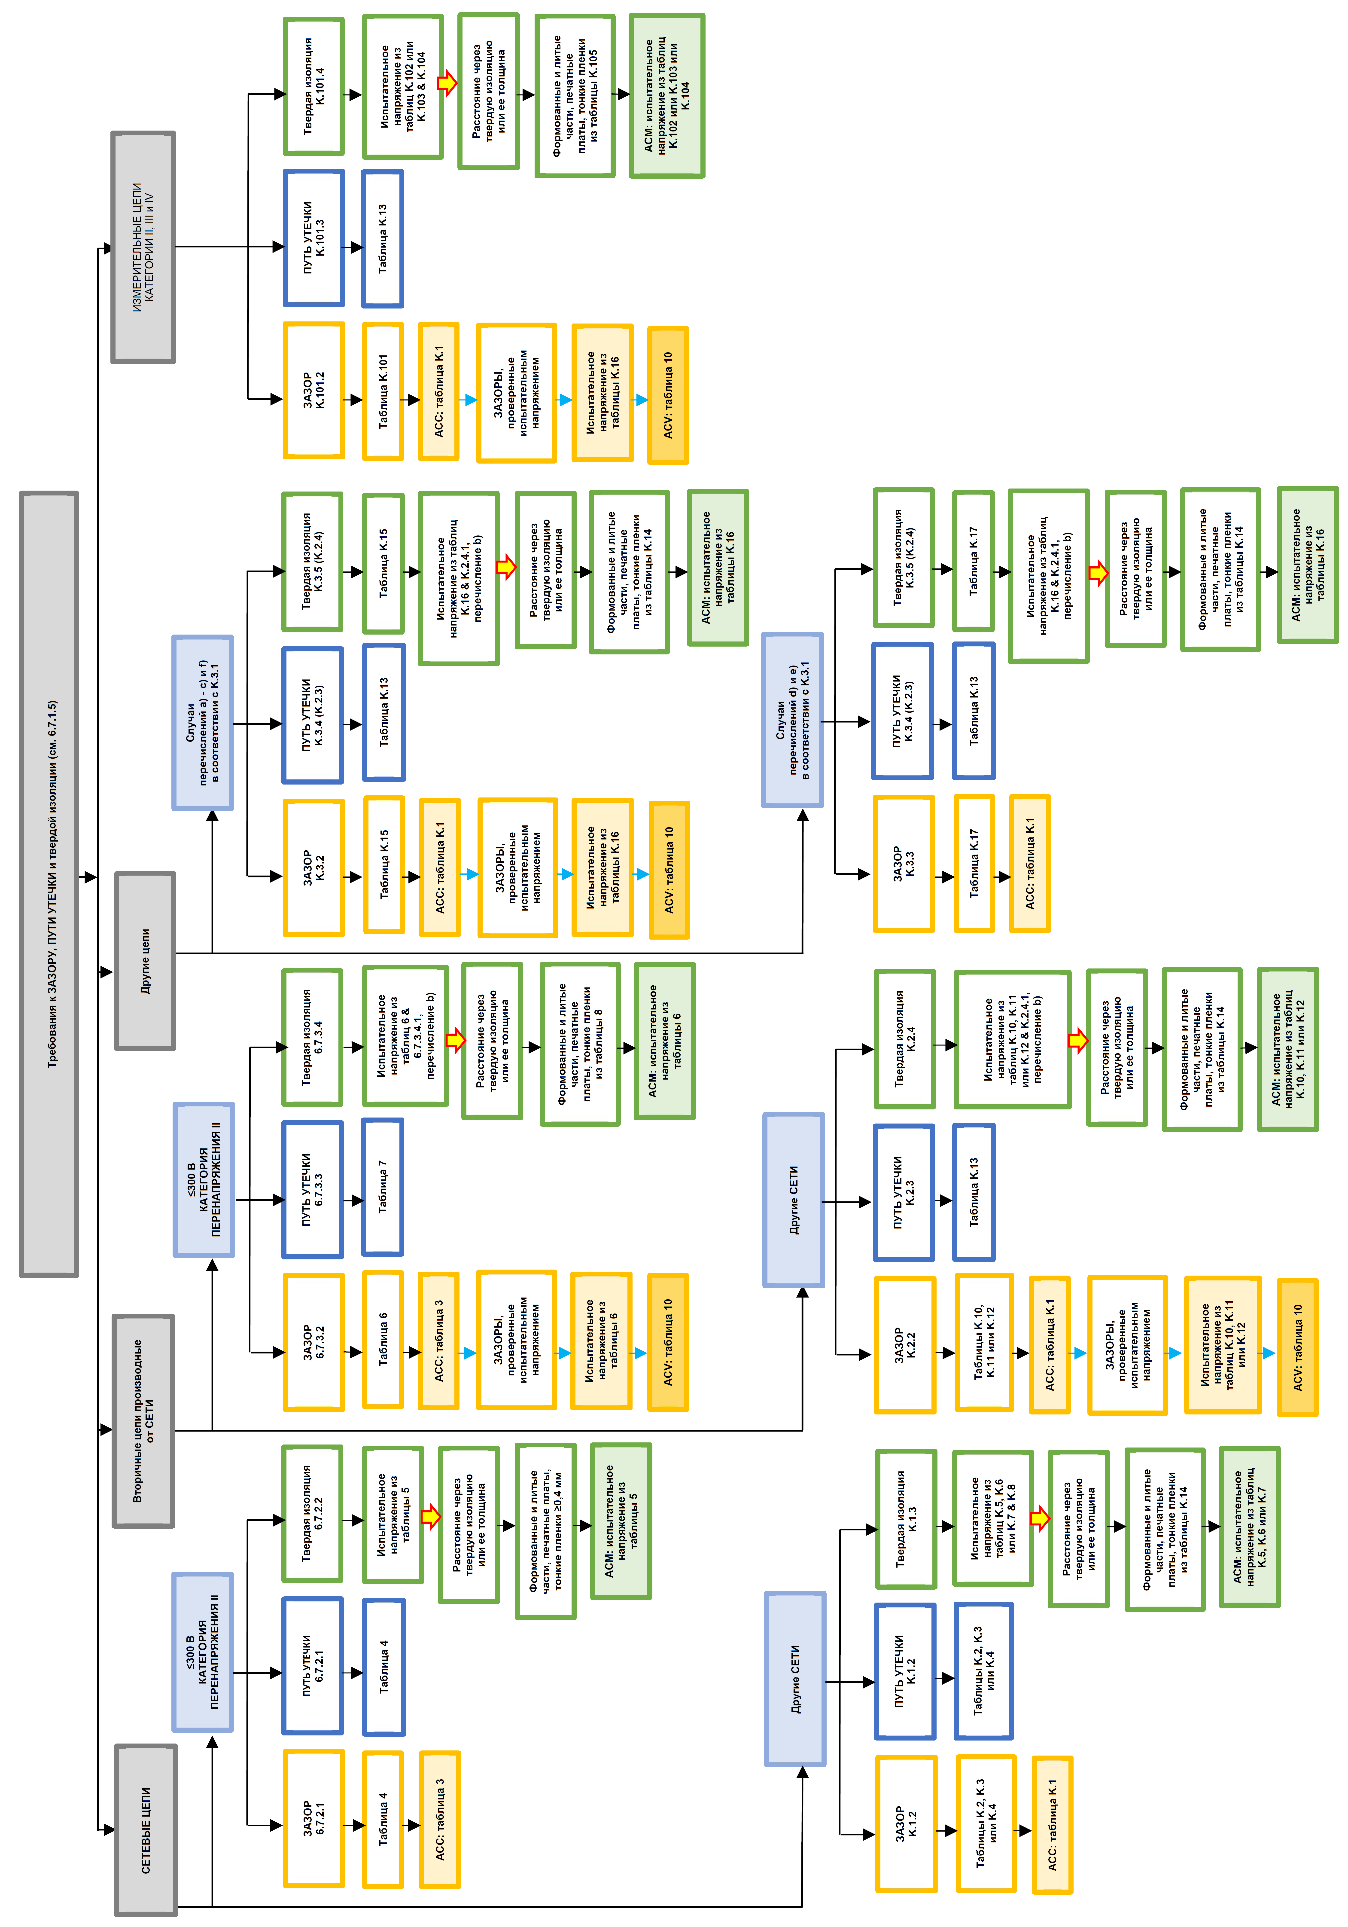 Требования к ЗАЗОРУ, ПУТИ УТЕЧКИ и твердой изоляции (см. 6.7.1.5)
СЕТЕВЫЕ ЦЕПИ
≤300 В
КАТЕГОРИЯ
ПЕРЕНАПРЯЖЕНИЯ II
ЗАЗОР
6.7.2.1
Таблица 4
АСС: таблица 3
ПУТЬ УТЕЧКИ
6.7.2.1
Таблица 4
Твердая изоляция
6.7.2.2
Испытательное
напряжение из
таблицы 5
Расстояние через
твердую изоляцию
или ее толщина
Формованные и литые
части, печатные платы,
тонкие пленки ≥0,4 мм
АСМ: испытательное
напряжение из
таблицы 5
Другие СЕТИ
ЗАЗОР
К.1.2
Таблицы К.2, К.3
или К.4
АСС: таблица К.1
ПУТЬ УТЕЧКИ
К.1.2
Таблицы К.2, К.3
или К.4
Твердая изоляция
К.1.3
Испытательное
напряжение из
таблиц К.5, К.6
или К.7 & К.8
Расстояние через
твердую изоляцию
или ее толщина
Формованные и литые
части, печатные
платы, тонкие пленки
из таблицы К.14
АСМ: испытательное
напряжение из таблиц
К.5, К.6 или К.7
Вторичные цепи производные
от СЕТИ
≤300 В
КАТЕГОРИЯ
ПЕРЕНАПРЯЖЕНИЯ II
ЗАЗОР
6.7.3.2
Таблица 6
АСС: таблица 3
ЗАЗОРЫ,
проверенные
испытательным
напряжением
Испытательное
напряжение из
таблицы 6
ACV: таблица 10
ПУТЬ УТЕЧКИ
6.7.3.3
Таблица 7
Твердая изоляция
6.7.3.4
Испытательное
напряжение из
таблиц 6 &
6.7.3.4.1,
перечисление b)
Расстояние через
твердую изоляцию
или ее толщина
Формованные и литые
части, печатные
платы, тонкие пленки
из таблицы 8
АСМ: испытательное
напряжение из
таблицы 6
Другие СЕТИ
ЗАЗОР
К.2.2
Таблицы К.10,
К.11 или К.12
АСС: таблица К.1
ЗАЗОРЫ,
проверенные
испытательным
напряжением
Испытательное
напряжение из
таблиц К.10, К.11
или К.12
ACV: таблица 10
ПУТЬ УТЕЧКИ
К.2.3
Таблица К.13
Твердая изоляция
К.2.4
Испытательное
напряжение из
таблиц К.10, К.11
или К.12 & К.2.4.1,
перечисление b)
Расстояние через
твердую изоляцию
или ее толщина
Формованные и литые
части, печатные
платы, тонкие пленки
из таблицы К.14
АСМ: испытательное
напряжение из таблиц
К.10, К.11 или К.12
Другие цепи
Случаи
перечислений a) - c) и f)
в соответствии с К.3.1
ЗАЗОР
К.3.2
Таблица К.15
АСС: таблица К.1
ЗАЗОРЫ,
проверенные
испытательным
напряжением
Испытательное
напряжение из
таблицы К.16
ACV: таблица 10
ПУТЬ УТЕЧКИ
К.3.4 (К.2.3)
Таблица К.13
Твердая изоляция
К.3.5 (К.2.4)
Таблица К.15
Испытательное
напряжение из таблиц
К.16 & К.2.4.1,
перечисление b)
Расстояние через
твердую изоляцию
или ее толщина
Формованные и литые
части, печатные
платы, тонкие пленки
из таблицы К.14
АСМ: испытательное
напряжение из
таблицы К.16
Случаи
перечислений d) и e)
в соответствии с К.3.1
ЗАЗОР
К.3.3
Таблица К.17
АСС: таблица К.1
ПУТЬ УТЕЧКИ
К.3.4 (К.2.3)
Таблица К.13
Твердая изоляция
К.3.5 (К.2.4)
Таблица К.17
Испытательное
напряжение из таблиц
К.16 & К.2.4.1,
перечисление b)
Расстояние через
твердую изоляцию
или ее толщина
Формованные и литые
части, печатные
платы, тонкие пленки
из таблицы К.14
АСМ: испытательное
напряжение из
таблицы К.16
ИЗМЕРИТЕЛЬНЫЕ ЦЕПИ
КАТЕГОРИИ II, III и IV
ЗАЗОР
К.101.2
Таблица К.101
АСС: таблица К.1
ЗАЗОРЫ,
проверенные
испытательным
напряжением
Испытательное
напряжение из
таблицы К.16
ACV: таблица 10
ПУТЬ УТЕЧКИ
К.101.3
Таблица К.13
Твердая изоляция
К.101.4
Испытательное
напряжение из
таблиц К.102 или
К.103 & К.104
Расстояние через
твердую изоляцию
или ее толщина
Формованные и литые
части, печатные
платы, тонкие пленки
из таблицы К.105
АСМ: испытательное
напряжение из таблиц
К.102 или К.103 или
К.104